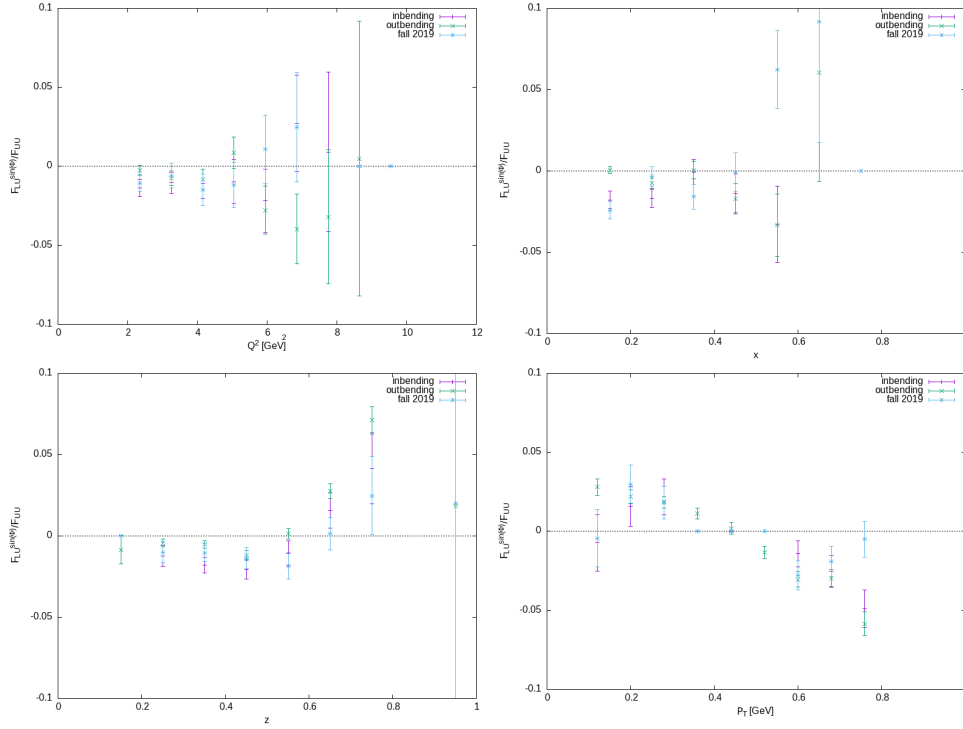 inbending
outbending
fall 2019
0.1
0.05
0
-0.05
-0.1
F_LU^sin(Φ)/F_UU
0 2 4 6 8 10 12
Q^2 [GeV]^2
inbending
outbending
fall 2019
0.1
0.05
0
-0.05
-0.1
F_LU^sin(Φ)/F_UU
0 0.2 0.4 0.6 0.8
x
inbending
outbending
fall 2019
0.1
0.05
0
-0.05
-0.1
F_LU^sin(Φ)/F_UU
0 0.2 0.4 0.6 0.8 1
z
inbending
outbending
fall 2019
0.1
0.05
0
-0.05
-0.1
F_LU^sin(Φ)/F_UU
0 0.2 0.4 0.6 0.8
p_T [GeV]